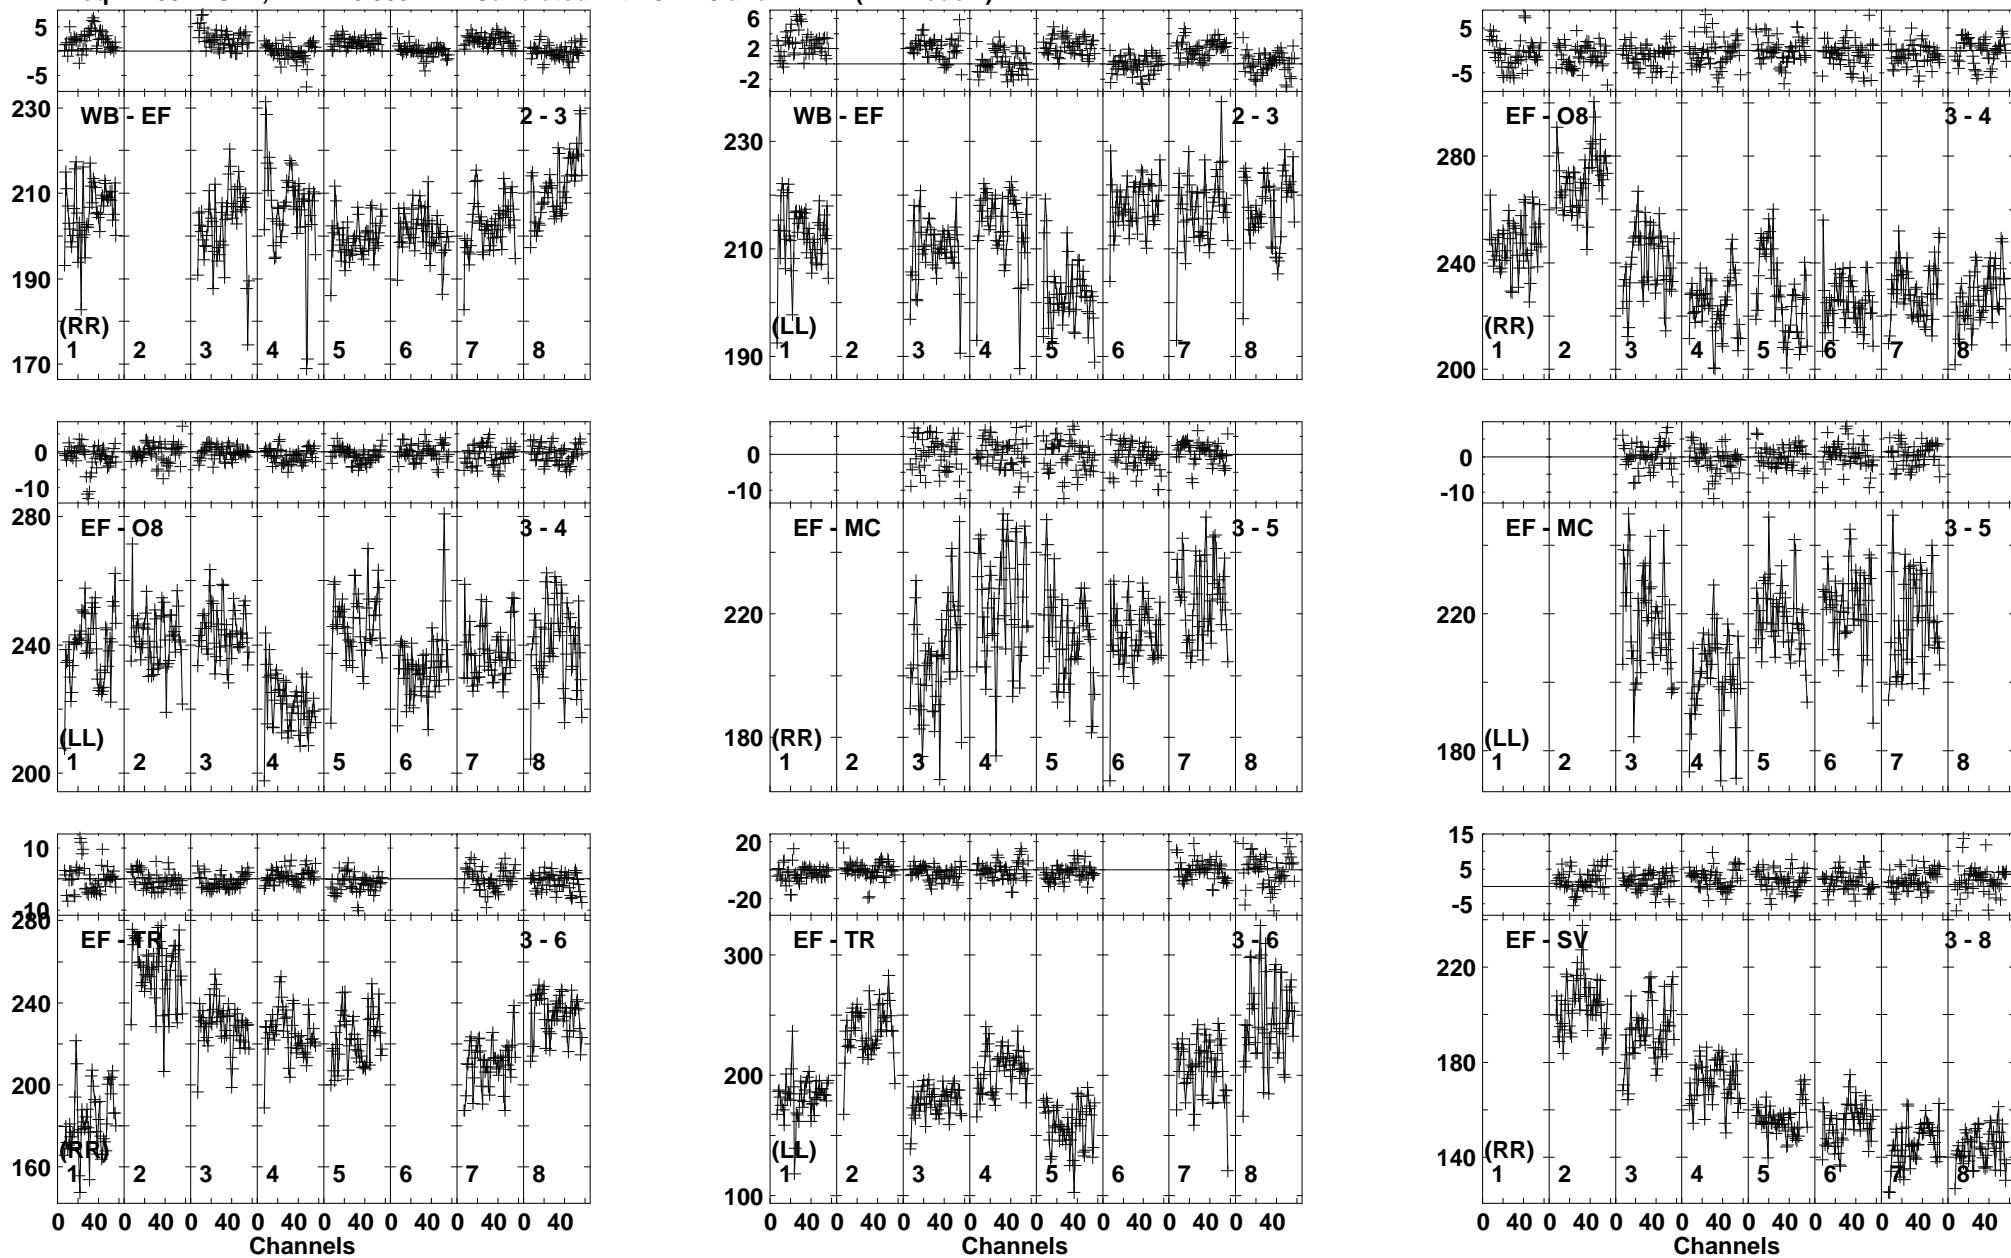 5
-5
230
210
190
170
WB - EF
2 - 3
(RR)
1 2 3 4 5 6 7 8
6
2
-2
230
210
190
WB - EF
2 - 3
(LL)
1 2 3 4 5 6 7 8
5
-5
280
240
200
EF - O8
3 - 4
(RR)
1 2 3 4 5 6 7 8
0
-10
280
240
200
EF - O8
3 - 4
(LL)
1 2 3 4 5 6 7 8
0
-10
220
180
EF - MC
3 - 5
(RR)
1 2 3 4 5 6 7 8
0
-10
220
180
EF - MC
3 - 5
(LL)
1 2 3 4 5 6 7 8
10
-10
280
240
200
160
EF - TR
3 - 6
(RR)
1 2 3 4 5 6 7 8
0 40 0 40 0 40 0 40 0 40 0 40 0 40 0 40
Channels
20
-20
300
200
100
EF - TR
3 - 6
(LL)
1 2 3 4 5 6 7 8
0 40 0 40 0 40 0 40 0 40 0 40 0 40 0 40
Channels
15
5
-5
220
180
140
EF - SV
3 - 8
(RR)
1 2 3 4 5 6 7 8
0 40 0 40 0 40 0 40 0 40 0 40 0 40 0 40
Channels